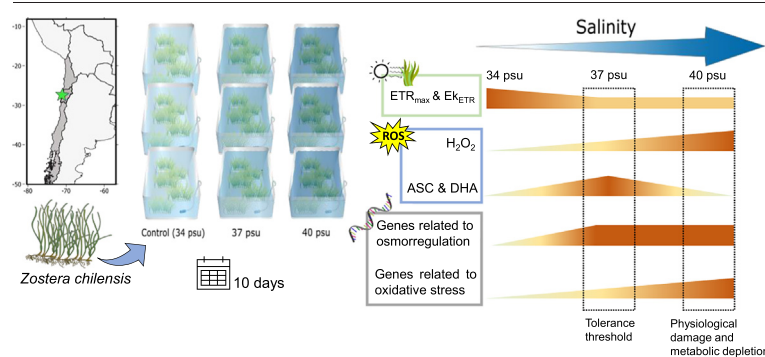 -10
-20
-30
-40
-50
-80
-70
-60
-50
Zostera chilensis
Control (34 psu)
37 psu
40 psu
10 days
Salinity
34 psu
37 psu
40 psu
ETRmax & EkETR
ROS
H2O2
ASC & DHA
Genes related to
osmorregulation
Genes related to
oxidative stress
Tolerance
threshold
Physiological
damage and
metabolic depletion